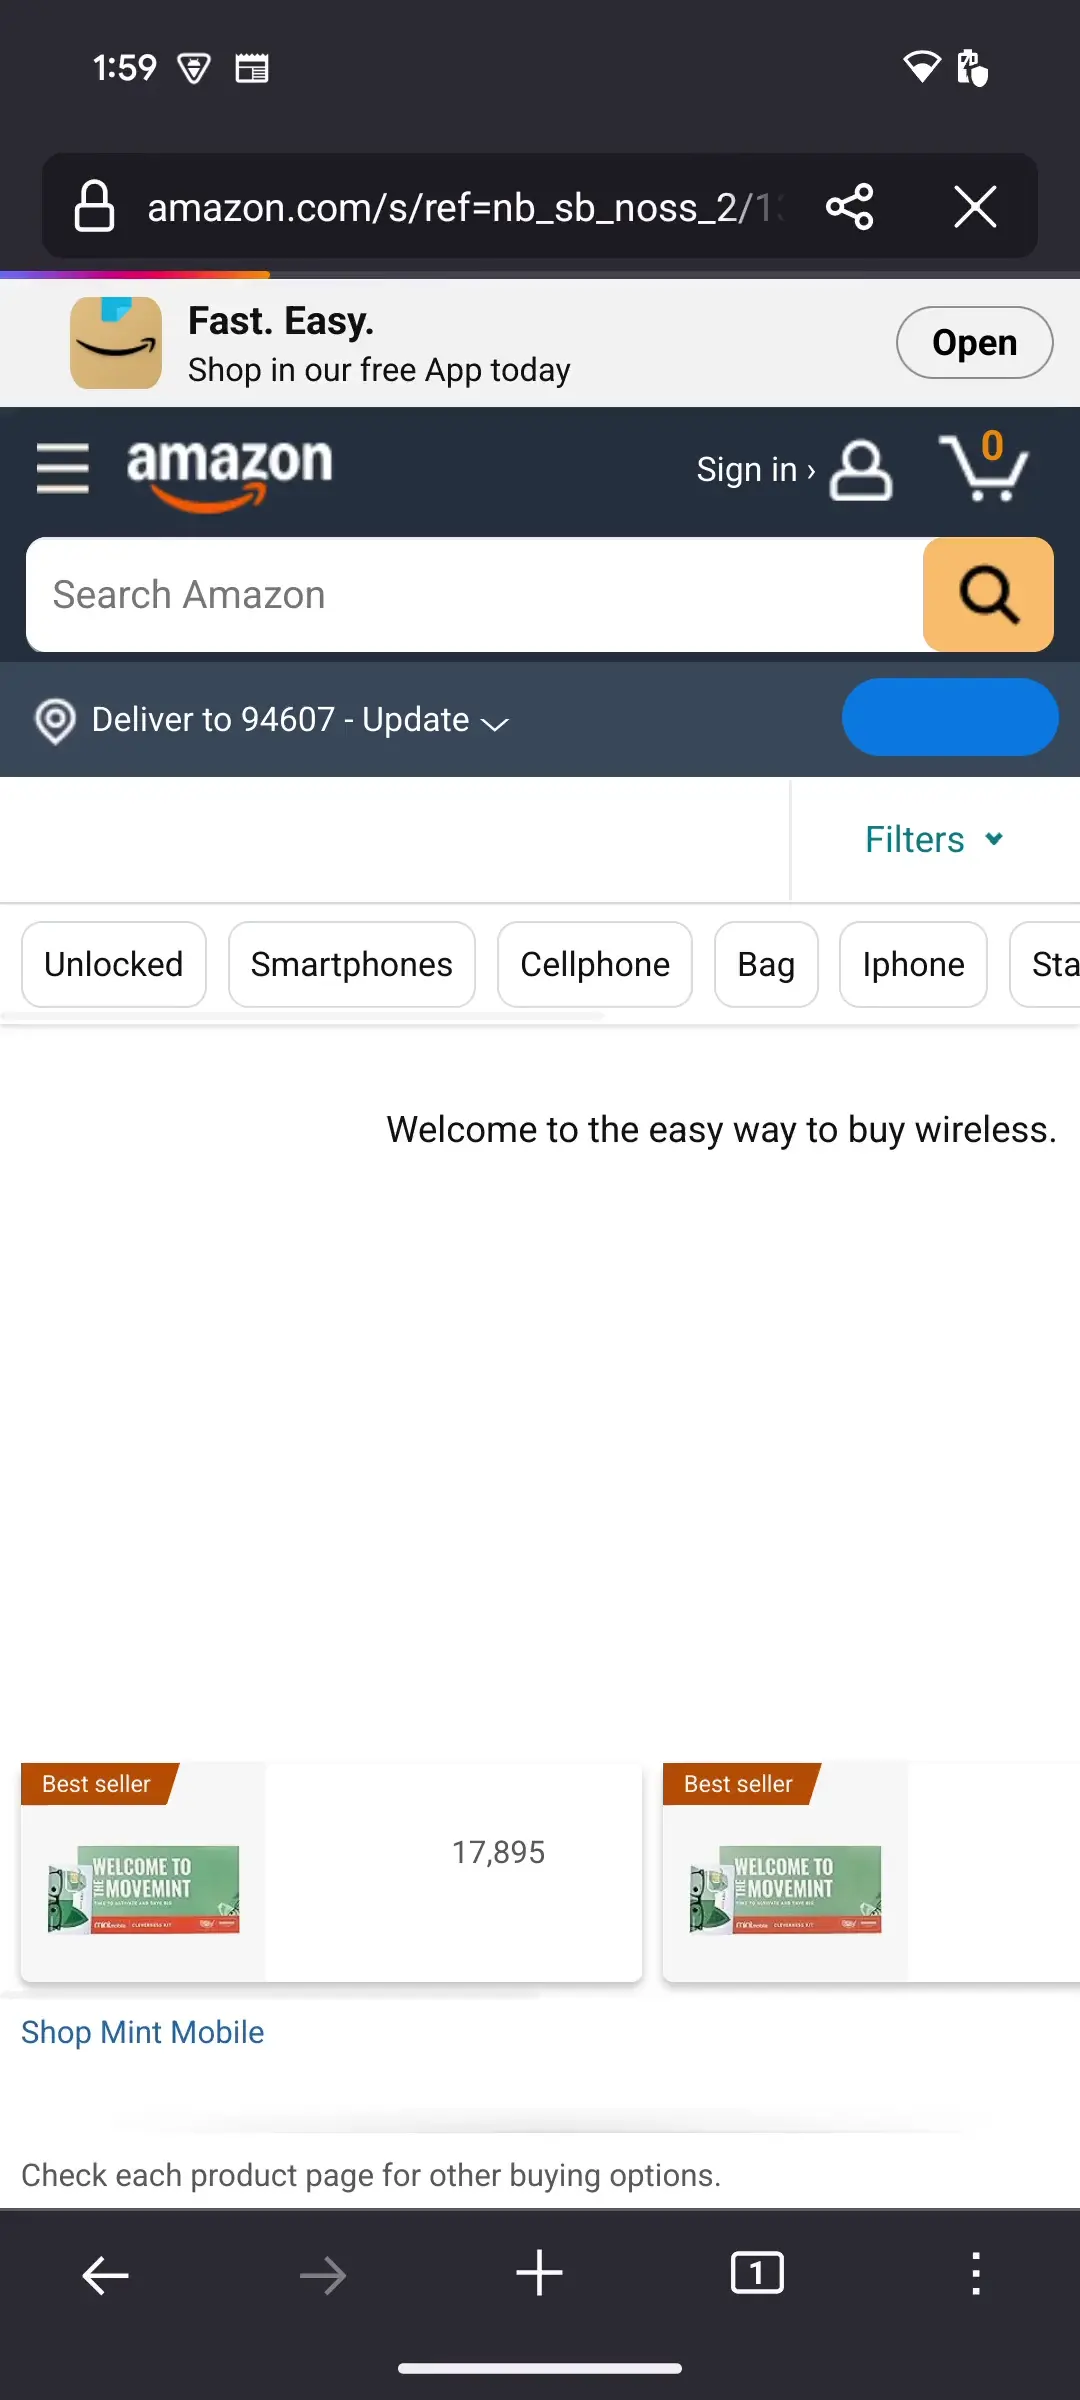 1:59
amazon.com/s/ref=nb_sb_noss_2/13
Fast. Easy.
Shop in our free App today
Open
amazon
Sign in ›
0
Search Amazon
Deliver to 94607 - Update
Filters
Unlocked
Smartphones
Cellphone
Bag
Iphone
Sta
Welcome to the easy way to buy wireless.
Best seller
WELCOME TO
THE MOVEMINT
17,895
Best seller
WELCOME TO
THE MOVEMINT
Shop Mint Mobile
Check each product page for other buying options.
1